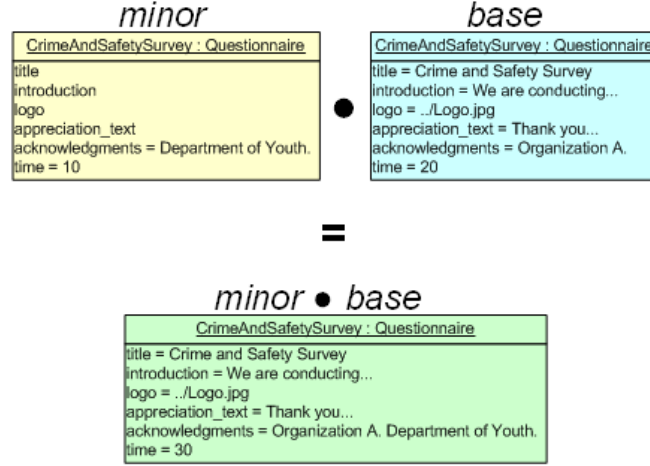 minor
CrimeAndSafetySurvey : Questionnaire
title
introduction
logo
appreciation_text
acknowledgments = Department of Youth.
time = 10
●
base
CrimeAndSafetySurvey : Questionnaire
title = Crime and Safety Survey
introduction = We are conducting...
logo = ../Logo.jpg
appreciation_text = Thank you...
acknowledgments = Organization A.
time = 20
=
minor ● base
CrimeAndSafetySurvey : Questionnaire
title = Crime and Safety Survey
introduction = We are conducting...
logo = ../Logo.jpg
appreciation_text = Thank you...
acknowledgments = Organization A. Department of Youth.
time = 30